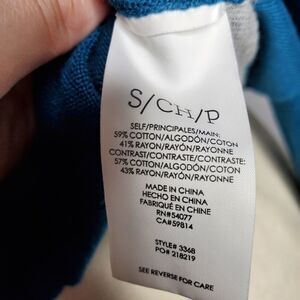 S/CH/P
SELF/PRINCIPALES/MAIN:
59% COTTON/ALGODÓN/COTON
41% RAYON/RAYÓN/RAYONNE
CONTRAST/CONTRASTE/CONTRASTE:
57% COTTON/ALGODÓN/COTON
43% RAYON/RAYÓN/RAYONNE
MADE IN CHINA
HECHO EN CHINA
FABRIQUÉ EN CHINE
RN#54077
CA#59814
STYLE# 3368
PO# 218219
SEE REVERSE FOR CARE